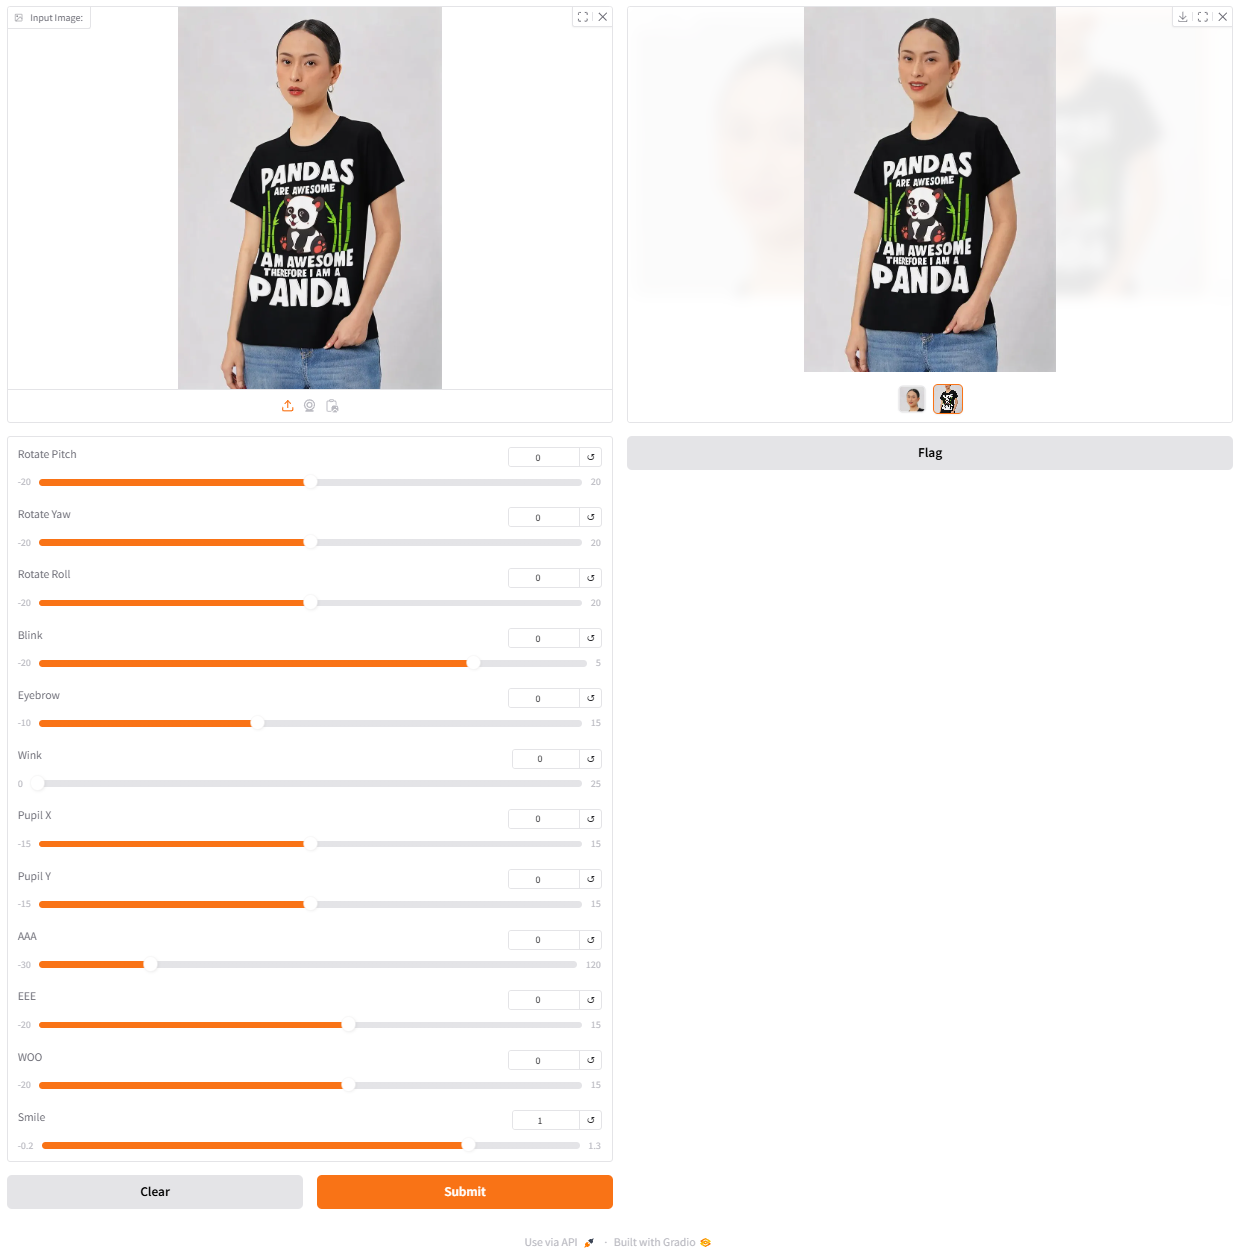 Input Image:
PANDAS
ARE AWESOME
I AM AWESOME
THEREFORE I AM A
PANDA
PANDAS
ARE AWESOME
I AM AWESOME
THEREFORE I AM A
PANDA
Flag
Rotate Pitch
0
-20
20
Rotate Yaw
0
-20
20
Rotate Roll
0
-20
20
Blink
0
-20
5
Eyebrow
0
-10
15
Wink
0
0
25
Pupil X
0
-15
15
Pupil Y
0
-15
15
AAA
0
-30
120
EEE
0
-20
15
WOO
0
-20
15
Smile
1
-0.2
1.3
Clear
Submit
Use via API · Built with Gradio